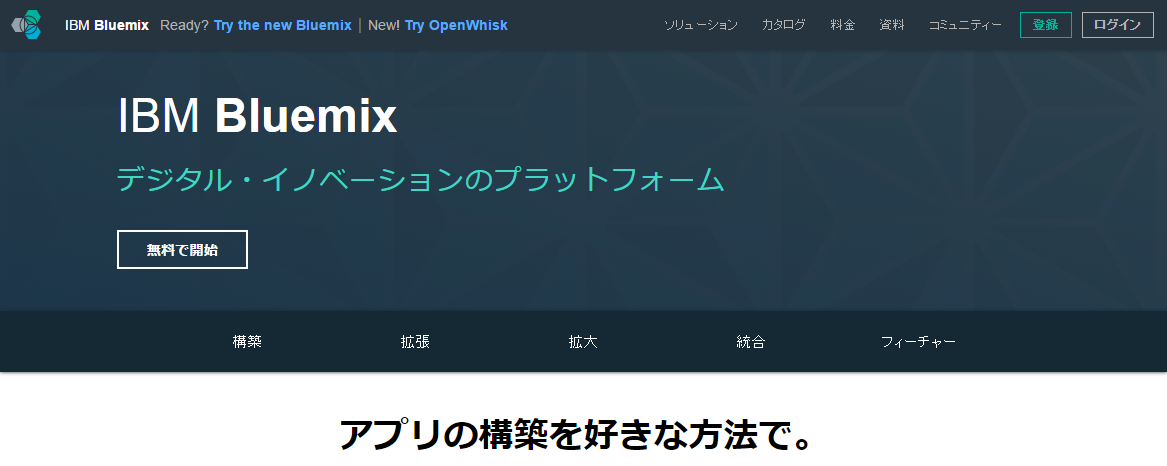 IBM Bluemix Ready? Try the new Bluemix | New! Try OpenWhisk ソリューション カタログ 料金 資料 コミュニティー 登録 ログイン
IBM Bluemix
デジタル・イノベーションのプラットフォーム
無料で開始
構築 拡張 拡大 統合 フィーチャー
アプリの構築を好きな方法で。